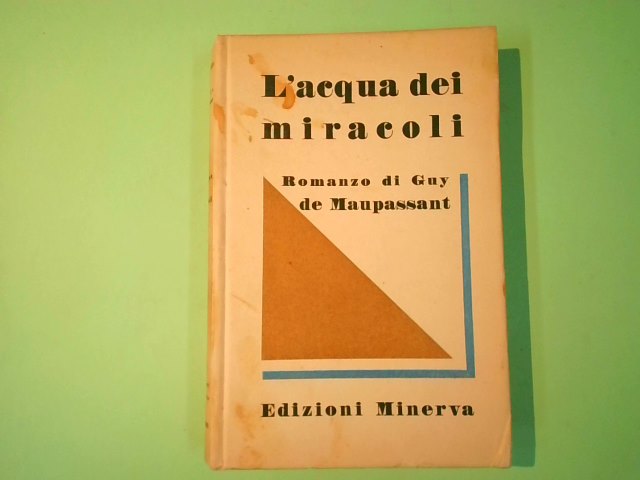 L'acqua dei
miracoli
Romanzo di Guy
de Maupassant
Edizioni Minerva